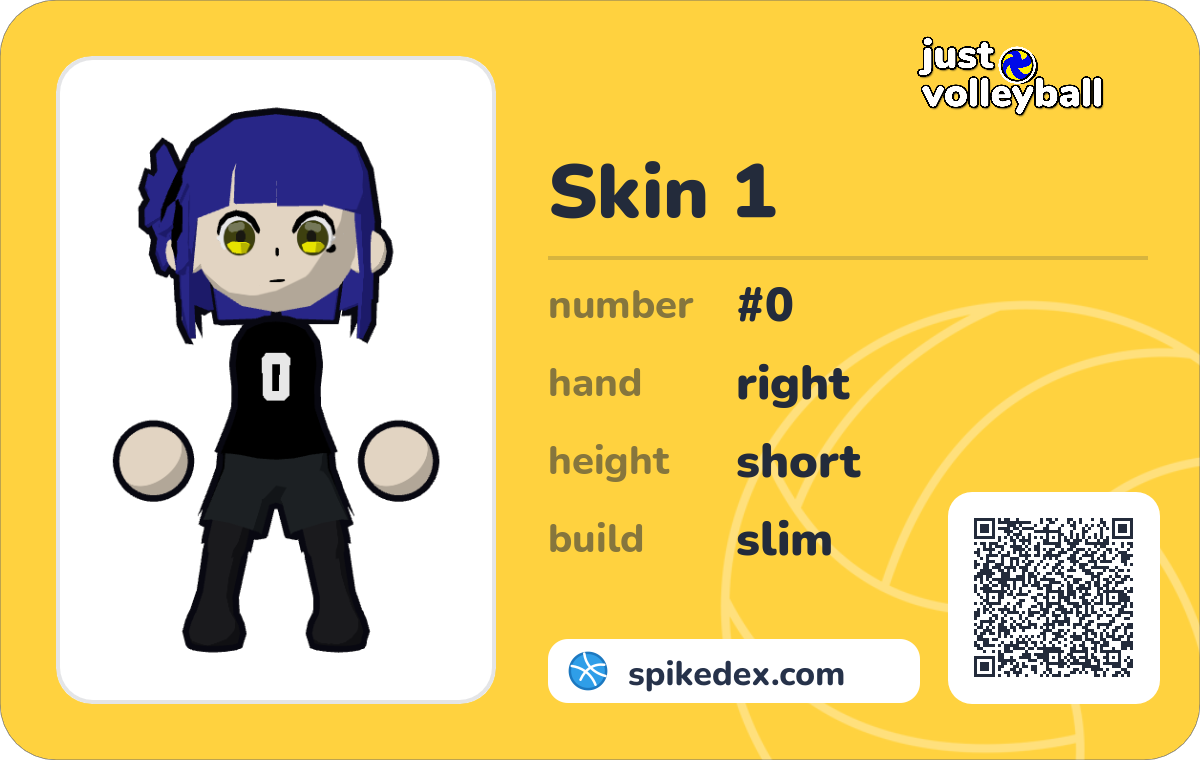 just
volleyball
Skin 1
number #0
hand right
height short
build slim
0
spikedex.com